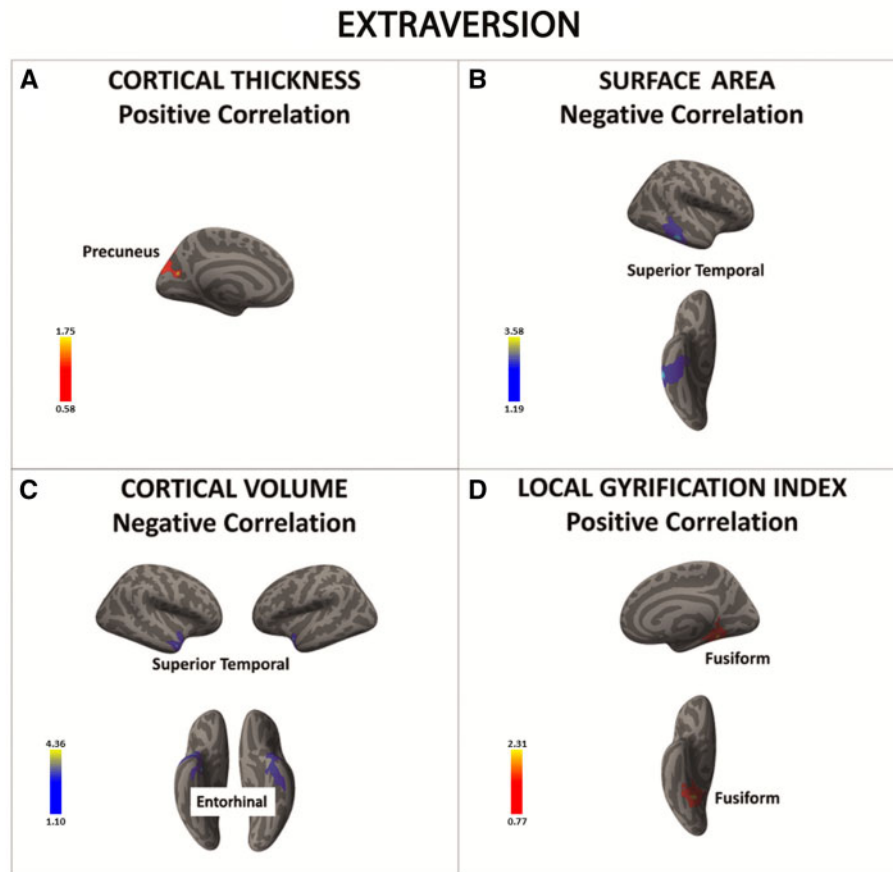 EXTRAVERSION
A
CORTICAL THICKNESS
Positive Correlation
Precuneus
1.75
0.58
B
SURFACE AREA
Negative Correlation
Superior Temporal
3.58
1.19
C
CORTICAL VOLUME
Negative Correlation
Superior Temporal
4.36
1.10
Entorhinal
D
LOCAL GYRIFICATION INDEX
Positive Correlation
Fusiform
2.31
0.77
Fusiform